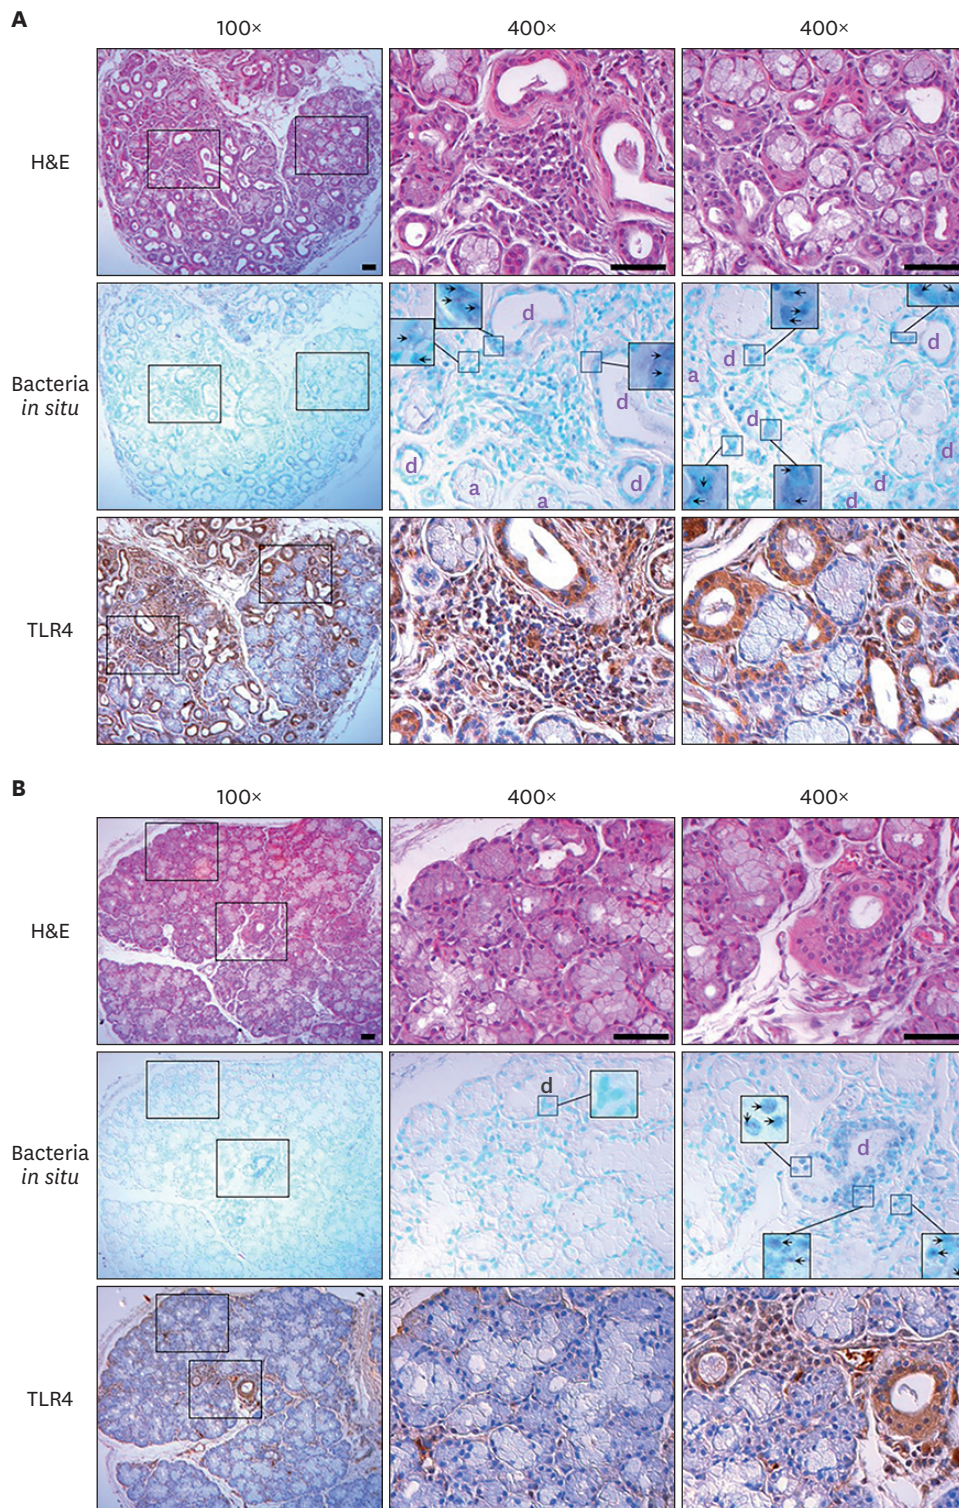 A
100×
400×
400×
H&E
Bacteria
in situ
d
d
d
a
a
d
d
d
a
d
d
d
d
TLR4
B
100×
400×
400×
H&E
Bacteria
in situ
d
d
TLR4